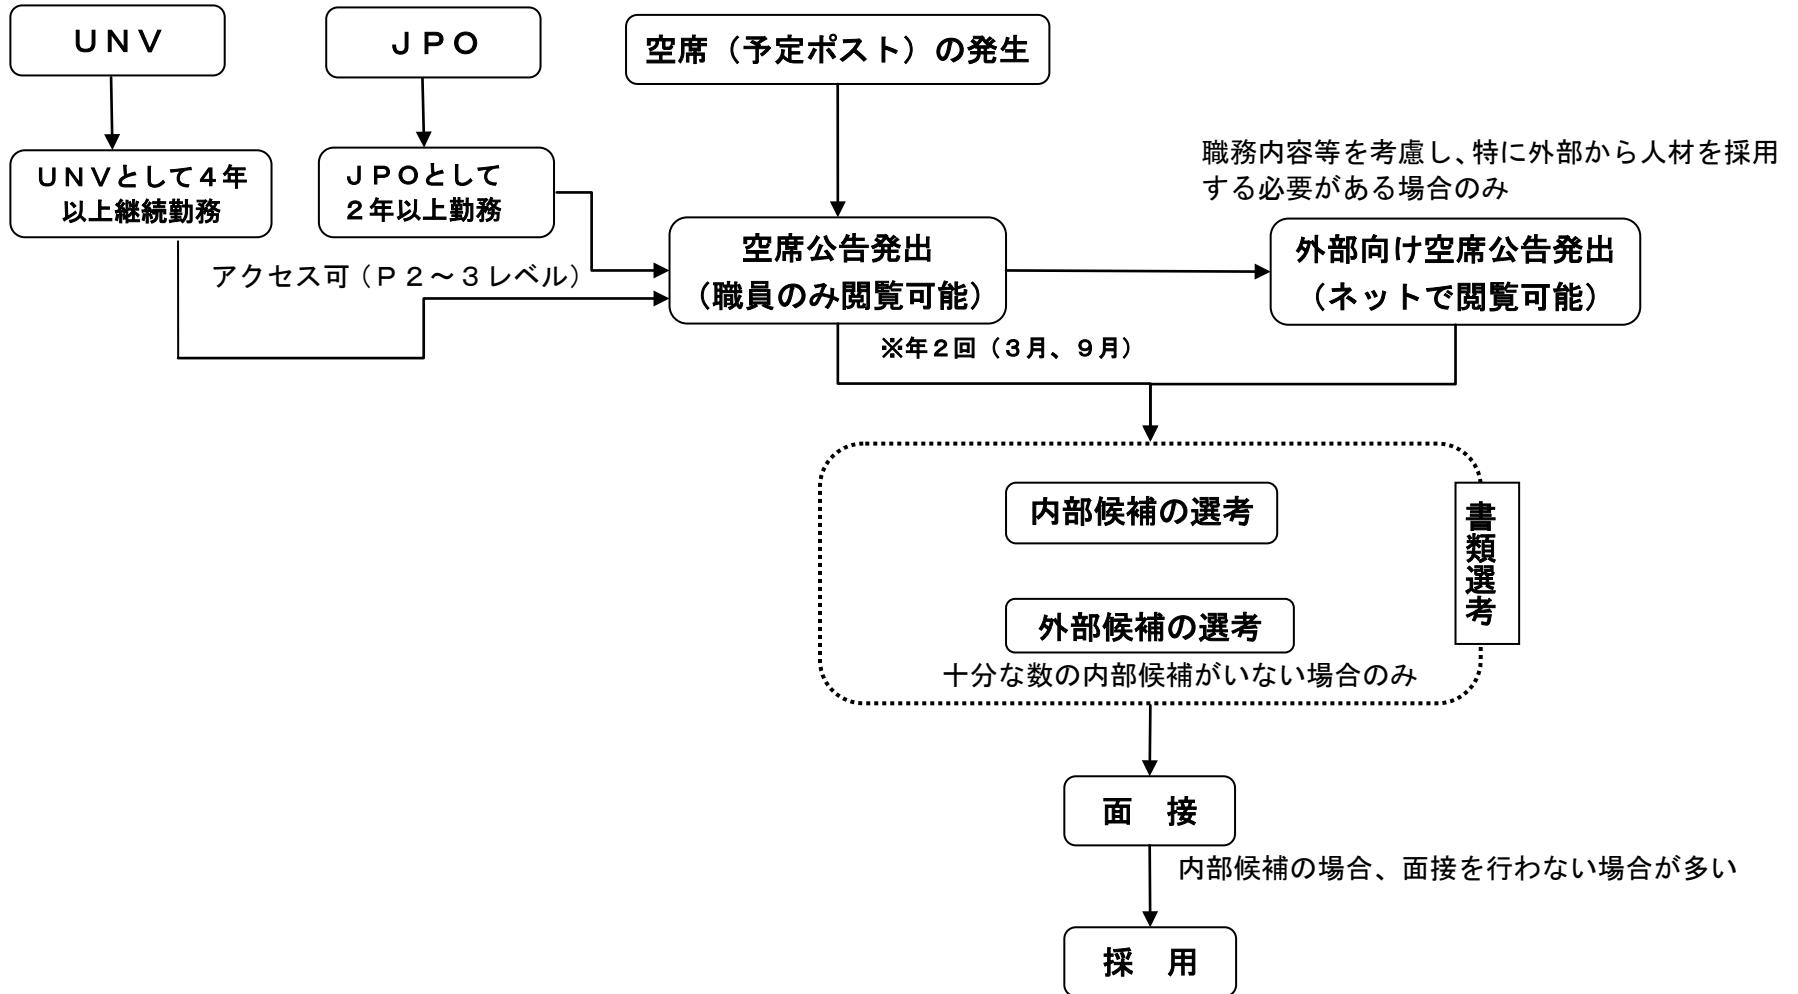 ＵＮＶ
ＪＰＯ
空席（予定ポスト）の発生
ＵＮＶとして４年
以上継続勤務
ＪＰＯとして
２年以上勤務
職務内容等を考慮し、特に外部から人材を採用
する必要がある場合のみ
アクセス可（Ｐ２～３レベル）
空席公告発出
（職員のみ閲覧可能）
外部向け空席公告発出
（ネットで閲覧可能）
※年２回（３月、９月）
内部候補の選考
外部候補の選考
十分な数の内部候補がいない場合のみ
書類選考
面　接
内部候補の場合、面接を行わない場合が多い
採　用